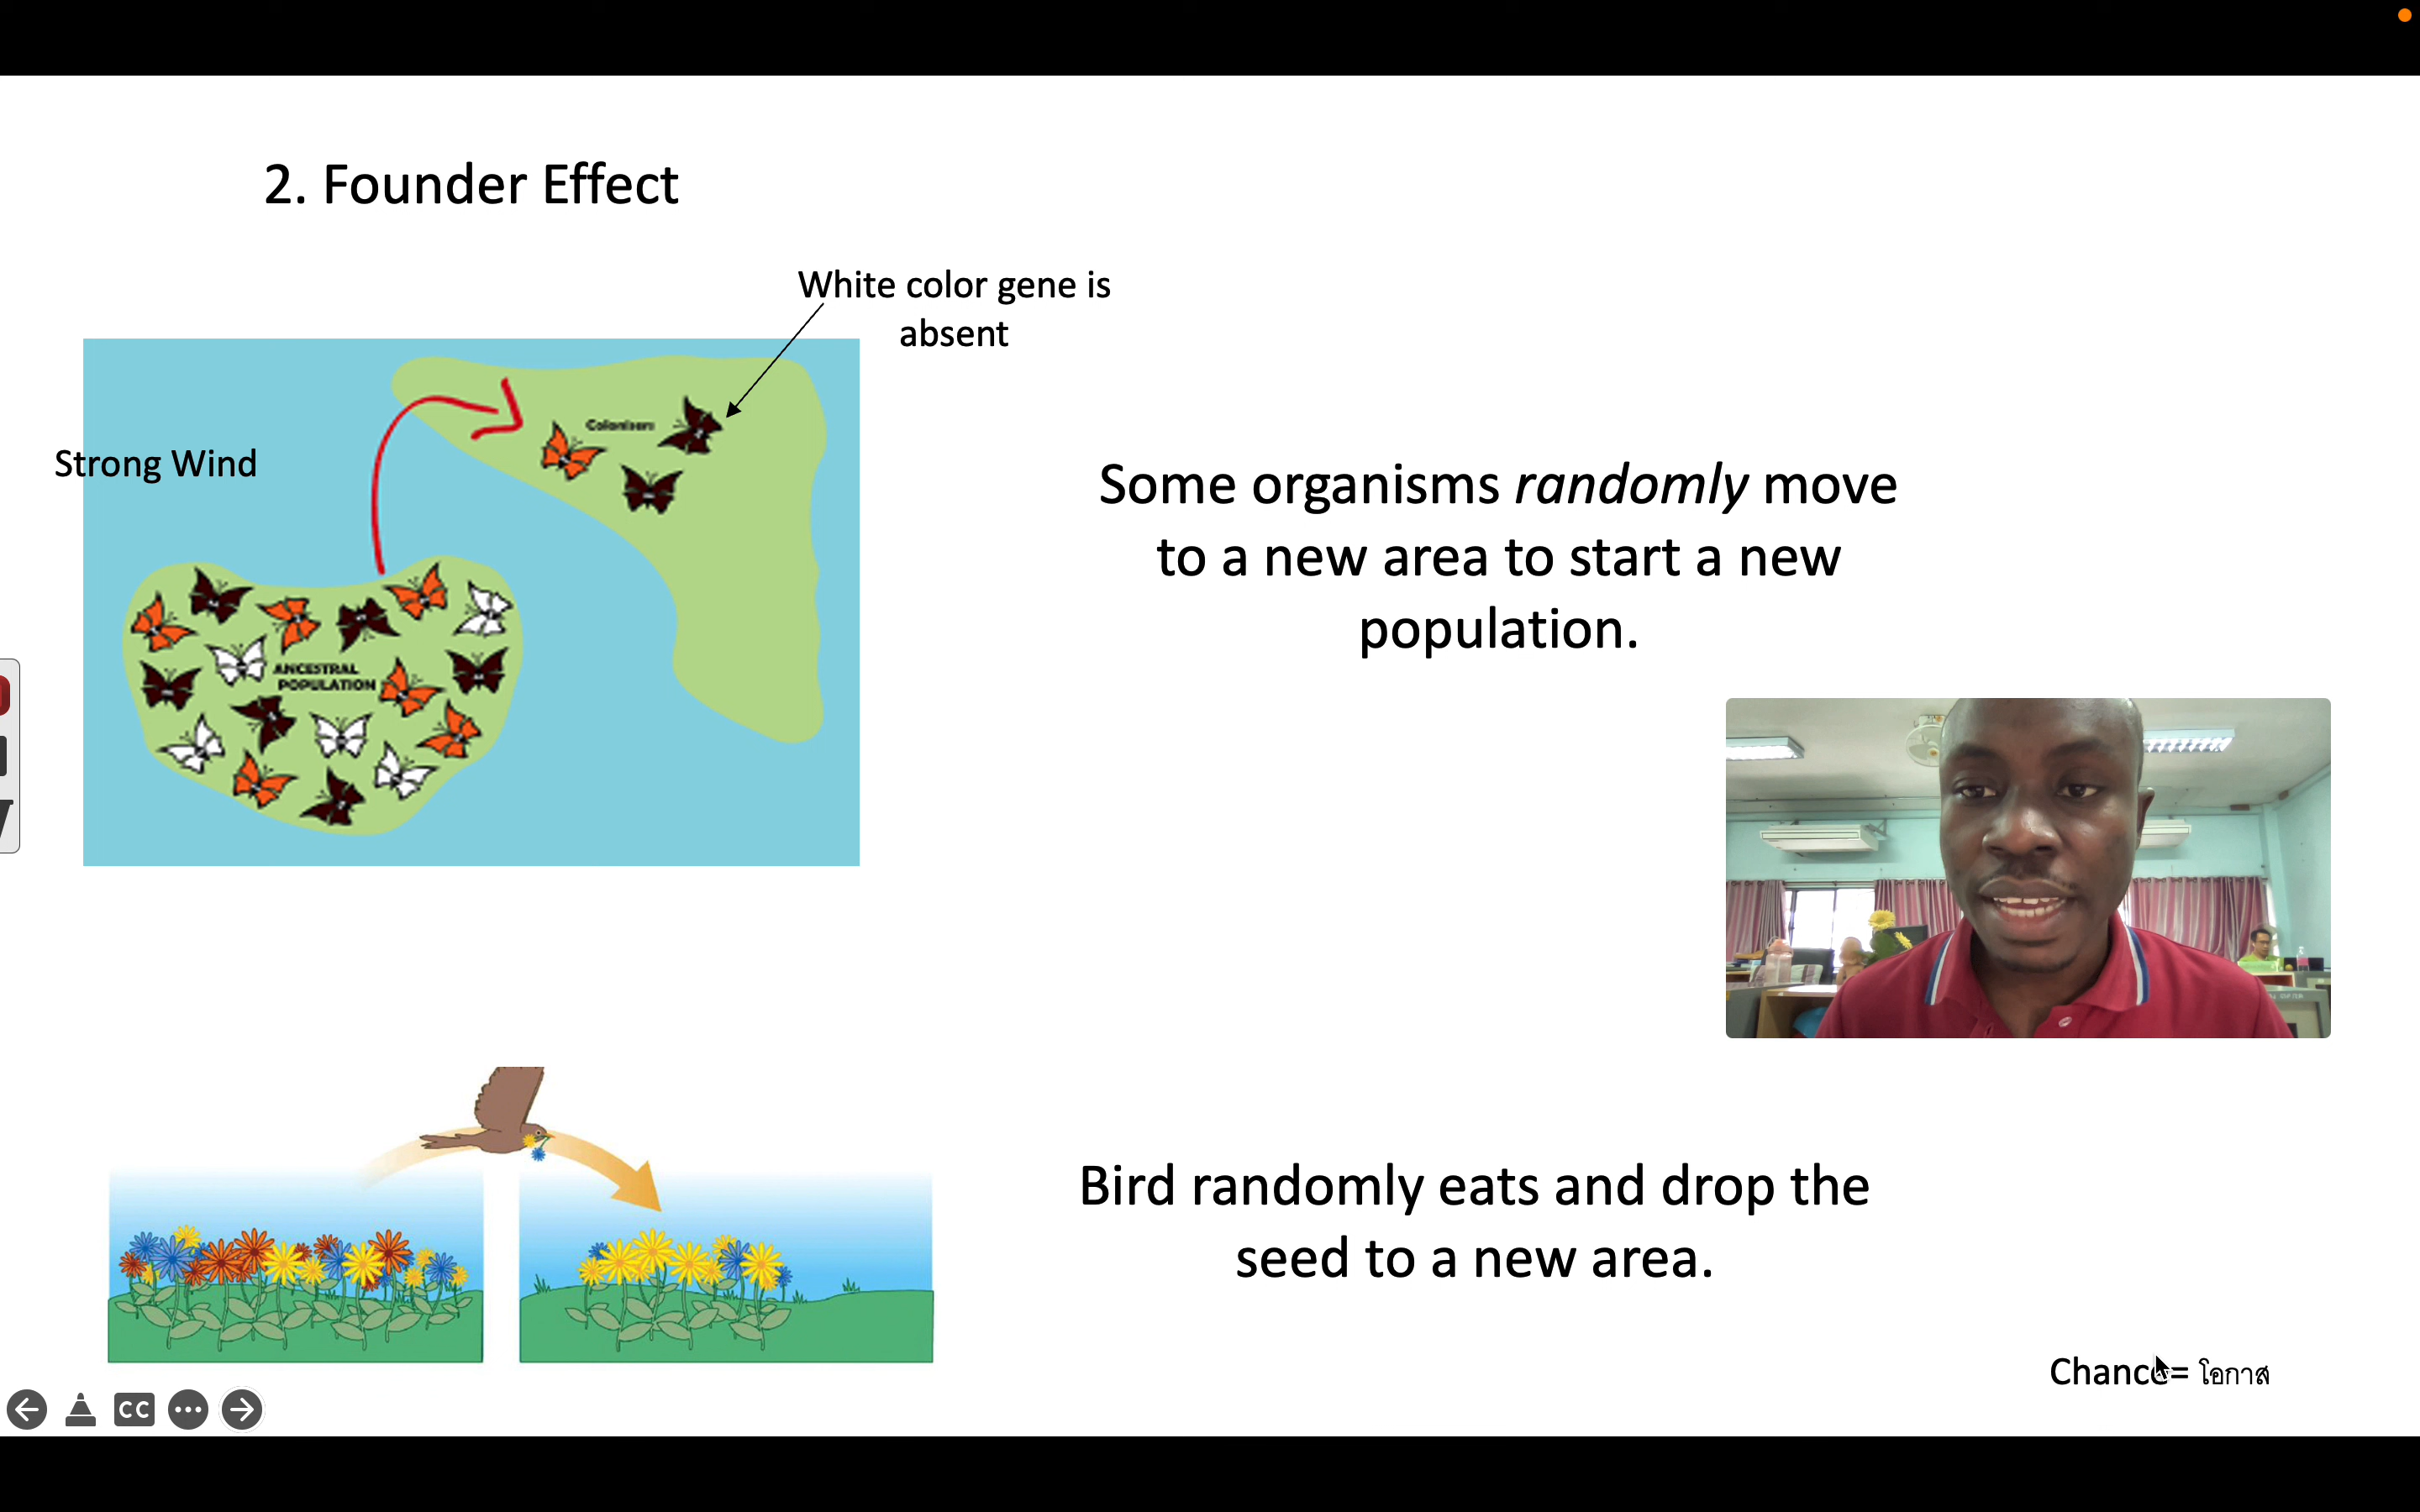 2. Founder Effect
White color gene is
absent
Strong Wind
Colonisers
ANCESTRAL
POPULATION
Some organisms randomly move
to a new area to start a new
population.
Bird randomly eats and drop the
seed to a new area.
Chance= โอกาส
CC